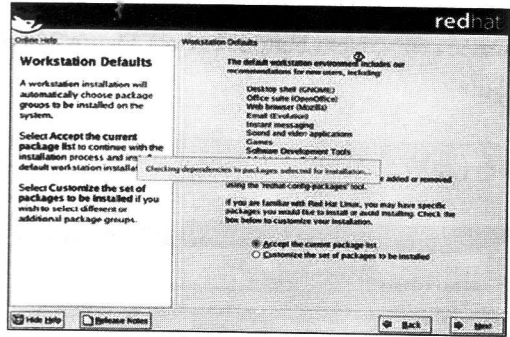 redhat
Online Help
Workstation Defaults
A workstation installation will
automatically choose package
groups to be installed on the
system.
Select Accept the current
package list to continue with the
installation process and
default workstation
Select Customize the set of
packages to be installed if you
wish to select different or
additional package groups.
Workstation Defaults
The default workstation environment includes our
recommendations for new users, including:
Desktop shell (GNOME)
Office suite (OpenOffice)
Web browser (Mozilla)
Email (Evolution)
Instant messaging
Sound and video applications
Games
Software Development Tools
Checking dependencies in packages selected for installation...
added or removed
using the 'redhat-config-packages' tool.
If you are familiar with Red Hat Linux, you may have specific
packages you would like to install or avoid installing. Check the
box below to customize your installation.
Accept the current package list
Customize the set of packages to be installed
Hide Help
Release Notes
Back
Next